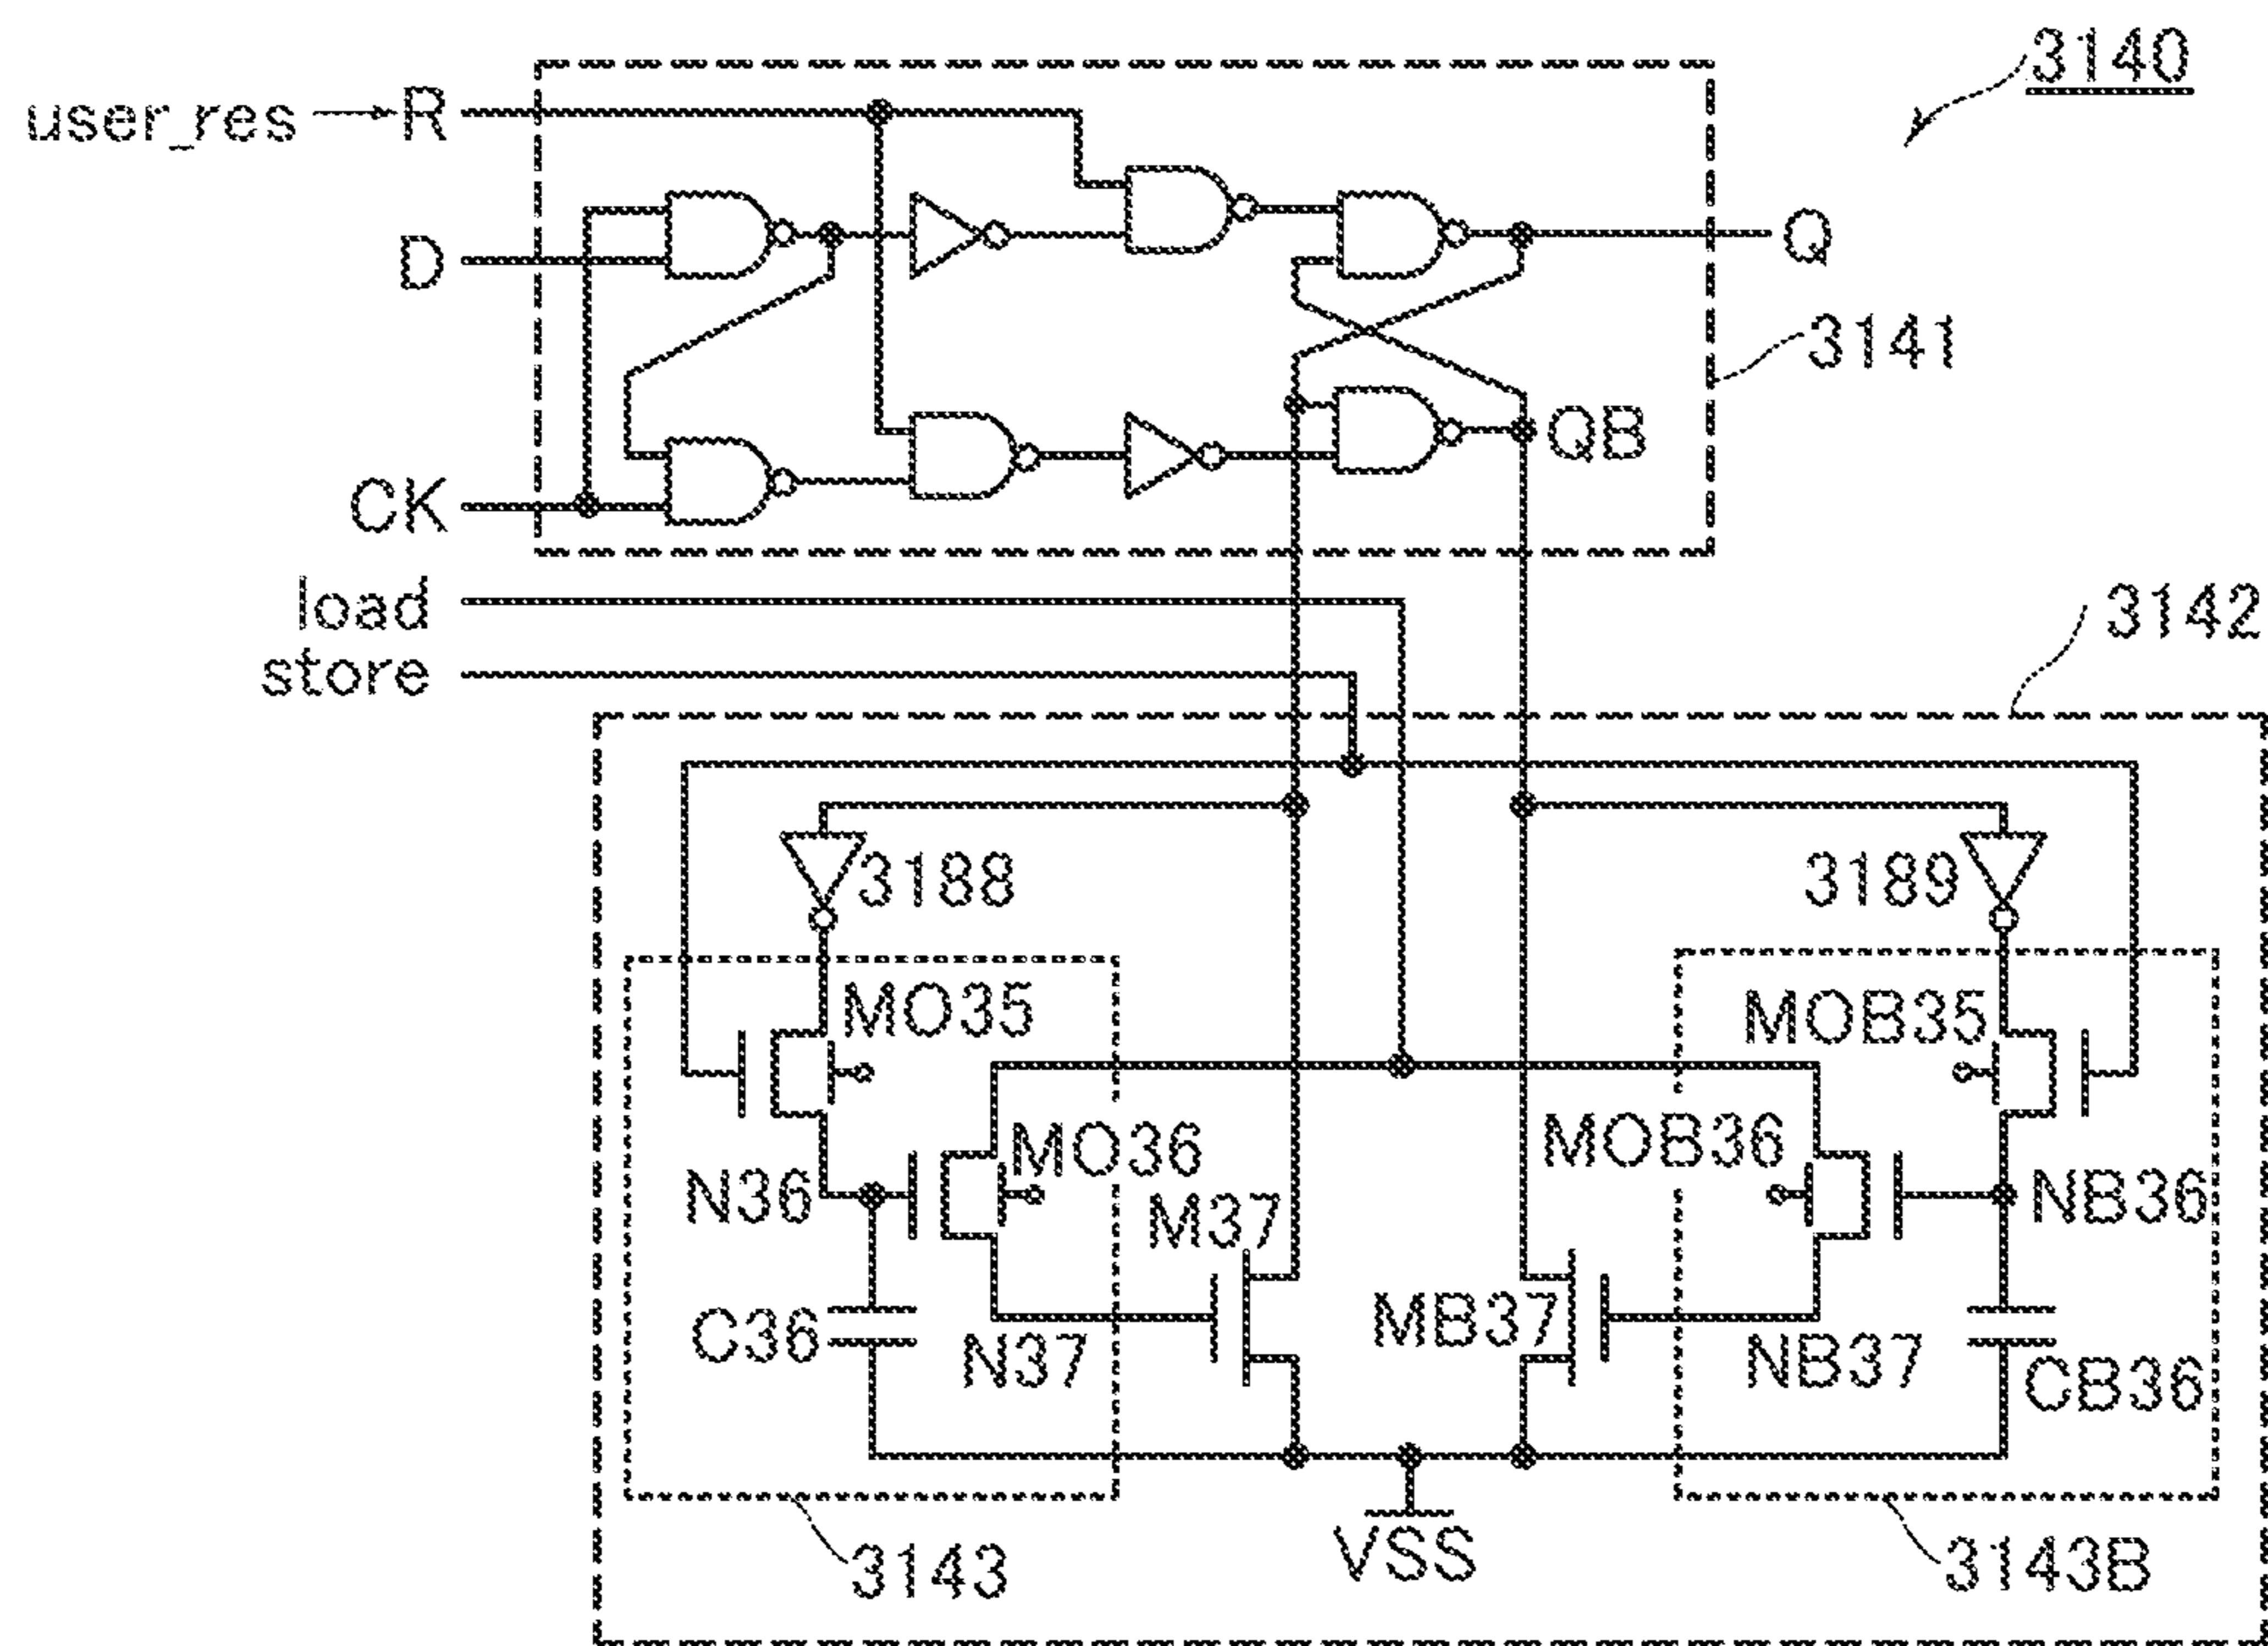 3140
user_res
R
D
Q
3141
QB
CK
load
store
3142
3188
3189
MO35
MOB35
MO36
MOB36
N36
NB36
M37
MB37
C36
N37
NB37
CB36
VSS
3143
3143B